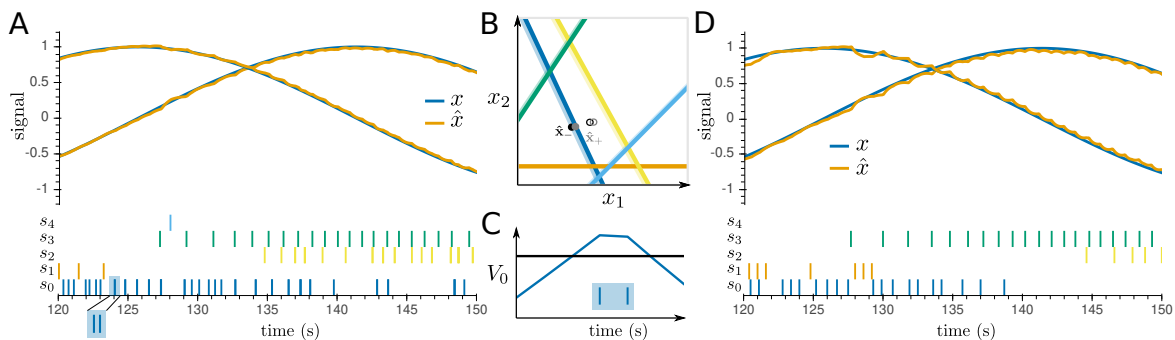 A
signal
1
0.5
0
-0.5
-1
x
x̂
s₄
s₃
s₂
s₁
s₀
120 125 130 135 140 145 150
time (s)
B
x₂
x̂₋
x̂₊
x₁
C
V₀
time (s)
D
signal
1
0.5
0
-0.5
-1
x
x̂
s₄
s₃
s₂
s₁
s₀
120 125 130 135 140 145 150
time (s)